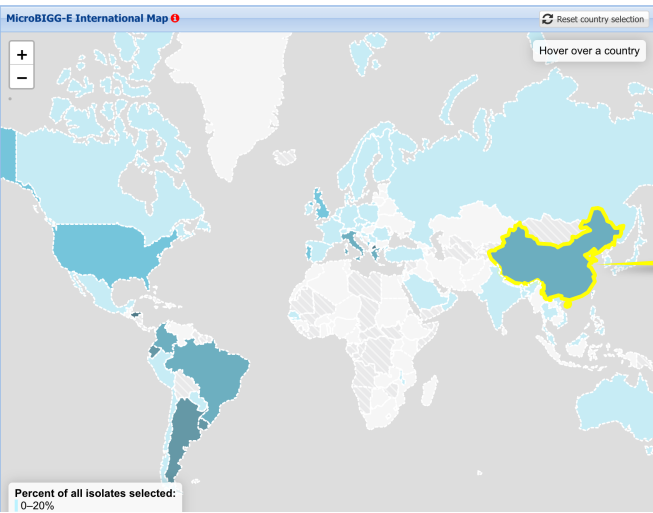 MicroBIGG-E International Map
Reset country selection
+
Hover over a country
−
Percent of all isolates selected:
0–20%